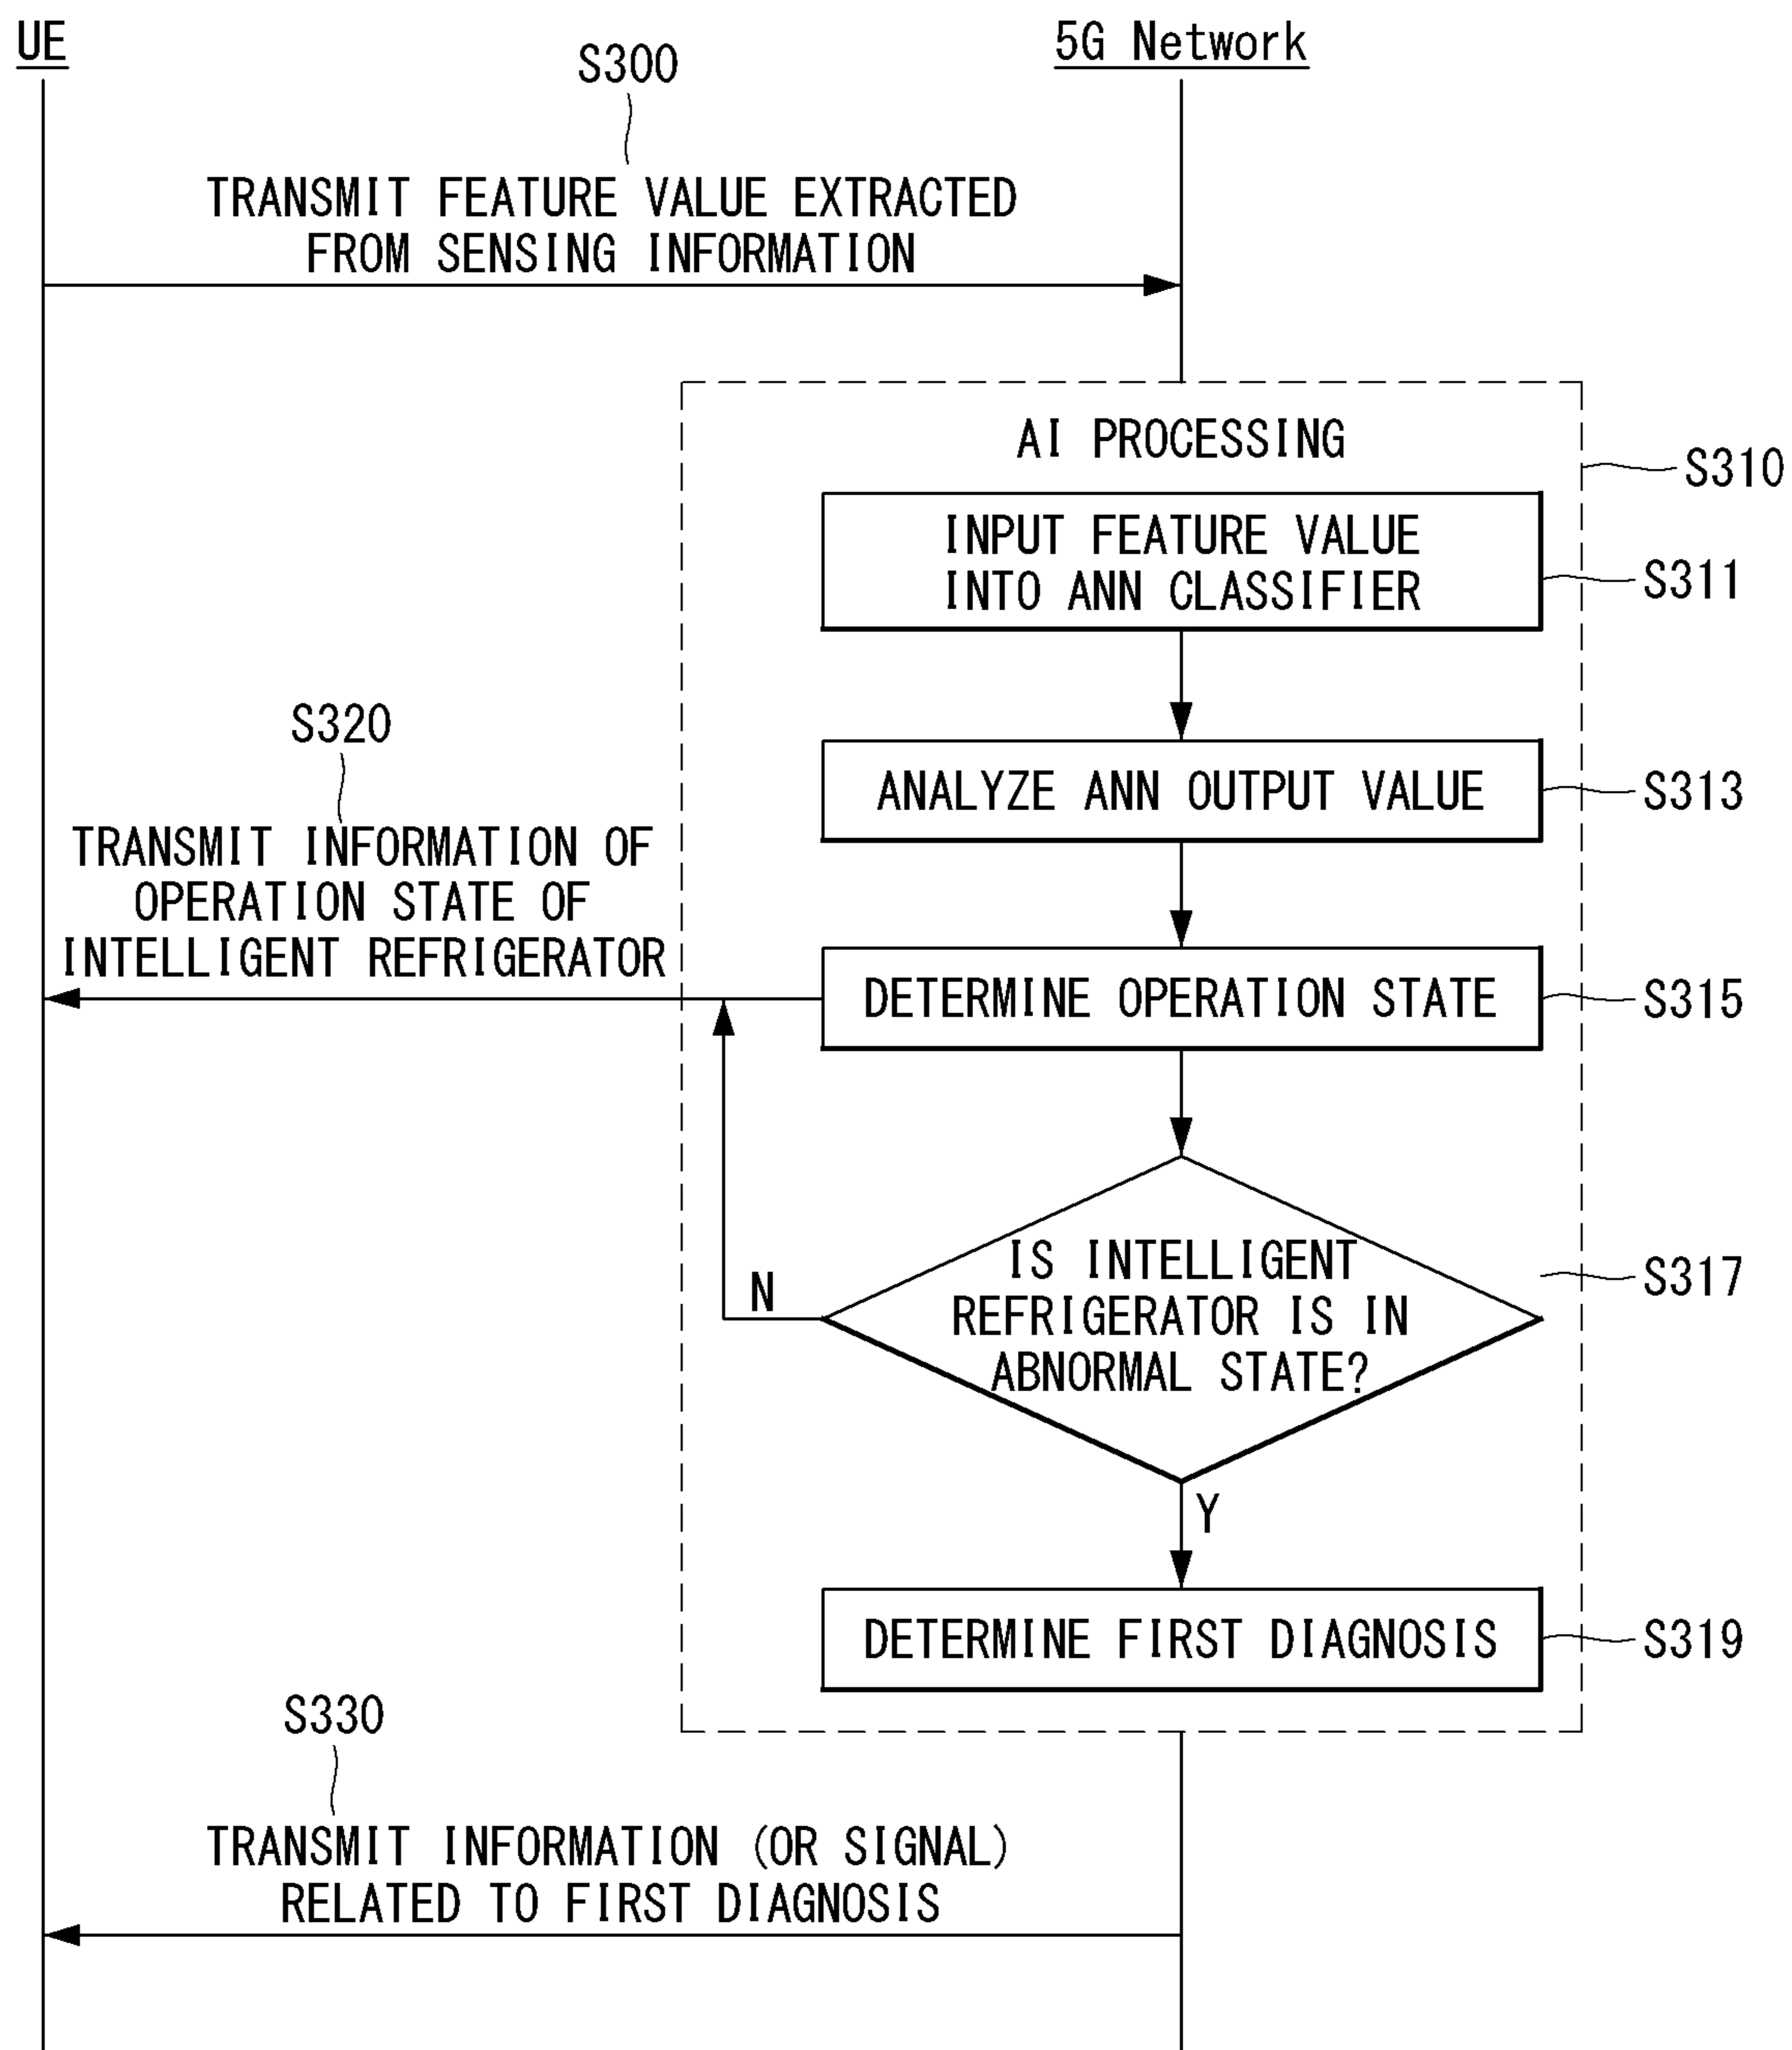 UE
5G Network
S300
TRANSMIT FEATURE VALUE EXTRACTED
FROM SENSING INFORMATION
AI PROCESSING
S310
INPUT FEATURE VALUE
INTO ANN CLASSIFIER
S311
ANALYZE ANN OUTPUT VALUE
S313
S320
TRANSMIT INFORMATION OF
OPERATION STATE OF
INTELLIGENT REFRIGERATOR
DETERMINE OPERATION STATE
S315
IS INTELLIGENT
REFRIGERATOR IS IN
ABNORMAL STATE?
S317
N
Y
DETERMINE FIRST DIAGNOSIS
S319
S330
TRANSMIT INFORMATION (OR SIGNAL)
RELATED TO FIRST DIAGNOSIS